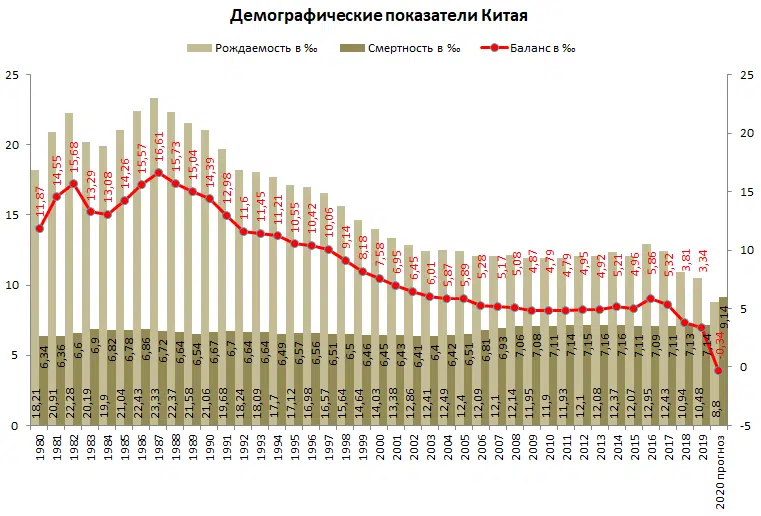 Демографические показатели Китая
Рождаемость в ‰ Смертность в ‰ Баланс в ‰
25
20
15
10
5
0
11,87 14,55 15,68 13,29 13,08 14,26 15,57 16,61 15,73 15,04 14,39 12,98 11,6 11,45 11,21 10,55 10,42 10,06 9,14 8,18 7,58 6,95 6,45 6,01 5,87 5,89 5,28 5,17 5,08 4,87 4,79 4,79 4,95 4,92 5,21 4,96 5,86 5,32 3,81 3,34 -0,34
6,34 6,36 6,6 6,9 6,82 6,78 6,86 6,72 6,64 6,54 6,67 6,7 6,64 6,64 6,49 6,57 6,56 6,51 6,5 6,46 6,45 6,43 6,41 6,4 6,42 6,51 6,81 6,93 7,06 7,08 7,11 7,14 7,15 7,16 7,16 7,11 7,09 7,11 7,13 7,14 9,14
18,21 20,91 22,28 20,19 19,9 21,04 22,43 23,33 22,37 21,58 21,06 19,68 18,24 18,09 17,7 17,12 16,98 16,57 15,64 14,64 14,03 13,38 12,86 12,41 12,49 12,4 12,09 12,1 12,14 11,95 11,9 11,93 12,1 12,08 12,37 12,07 12,95 12,43 10,94 10,48 8,8
25
20
15
10
5
0
-5
1980 1981 1982 1983 1984 1985 1986 1987 1988 1989 1990 1991 1992 1993 1994 1995 1996 1997 1998 1999 2000 2001 2002 2003 2004 2005 2006 2007 2008 2009 2010 2011 2012 2013 2014 2015 2016 2017 2018 2019 2020 прогноз